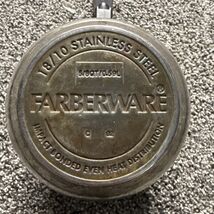 18/10 STAINLESS STEEL
FARBERWARE®
IMPACT BONDED EVEN HEAT DISTRIBUTION